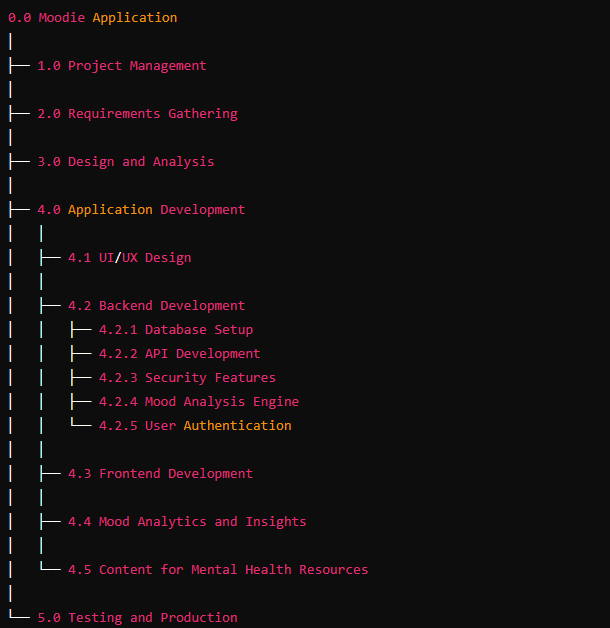 0.0 Moodie Application
1.0 Project Management
2.0 Requirements Gathering
3.0 Design and Analysis
4.0 Application Development
4.1 UI/UX Design
4.2 Backend Development
4.2.1 Database Setup
4.2.2 API Development
4.2.3 Security Features
4.2.4 Mood Analysis Engine
4.2.5 User Authentication
4.3 Frontend Development
4.4 Mood Analytics and Insights
4.5 Content for Mental Health Resources
5.0 Testing and Production